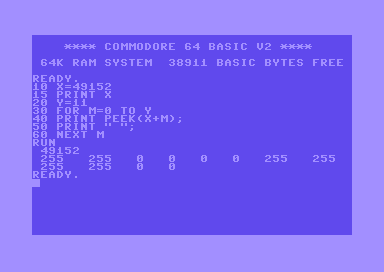 **** COMMODORE 64 BASIC V2 ****
64K RAM SYSTEM  38911 BASIC BYTES FREE
READY.
10 X=49152
15 PRINT X
20 Y=11
30 FOR M=0 TO Y
40 PRINT PEEK(X+M);
50 PRINT " ";
60 NEXT M
RUN
 49152
 255   255   0   0   0   0   255   255
 255   255   0   0
READY.